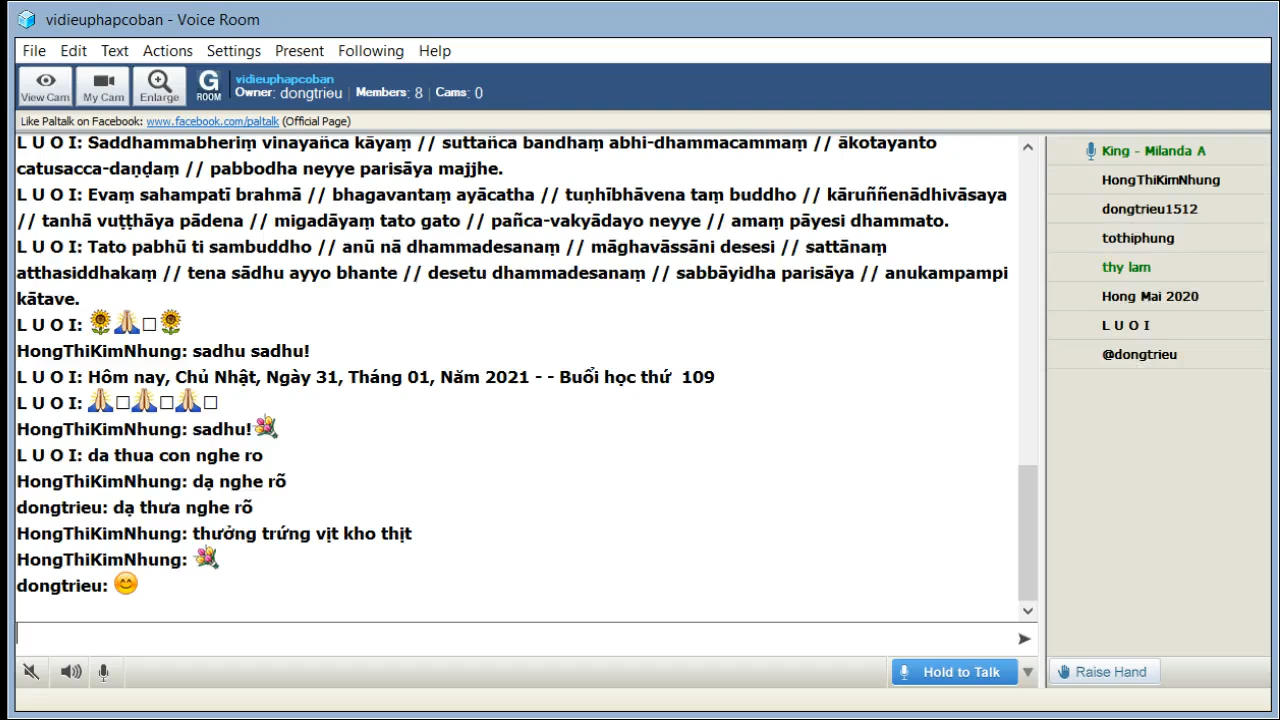 vidieuphapcoban - Voice Room
File Edit Text Actions Settings Present Following Help
View Cam My Cam Enlarge G ROOM
vidieuphapcoban
Owner: dongtrieu Members: 8 Cams: 0
Like Paltalk on Facebook: www.facebook.com/paltalk (Official Page)
L U O I: Saddhammabheriṃ vinayañca kāyaṃ // suttañca bandhaṃ abhi-dhammacammaṃ // ākotayanto
catusacca-daṇḍaṃ // pabbodha neyye parisāya majjhe.
L U O I: Evaṃ sahampatī brahmā // bhagavantaṃ ayācatha // tuṇhībhāvena taṃ buddho // kāruññenādhivāsaya
// tanhā vuṭṭhāya pādena // migadāyaṃ tato gato // pañca-vakyādayo neyye // amaṃ pāyesi dhammato.
L U O I: Tato pabhū ti sambuddho // anū nā dhammadesanaṃ // māghavāssāni desesi // sattānaṃ
atthasiddhakaṃ // tena sādhu ayyo bhante // desetu dhammadesanaṃ // sabbāyidha parisāya // anukampampi
kātave.
L U O I: 🌻🙏□🌻
HongThiKimNhung: sadhu sadhu!
L U O I: Hôm nay, Chủ Nhật, Ngày 31, Tháng 01, Năm 2021 - - Buổi học thứ 109
L U O I: 🙏□🙏□🙏□
HongThiKimNhung: sadhu!
L U O I: da thua con nghe ro
HongThiKimNhung: dạ nghe rõ
dongtrieu: dạ thưa nghe rõ
HongThiKimNhung: thưởng trứng vịt kho thịt
HongThiKimNhung:
dongtrieu: 😊
King - Milanda A
HongThiKimNhung
dongtrieu1512
tothiphung
thy lam
Hong Mai 2020
L U O I
@dongtrieu
Hold to Talk
Raise Hand